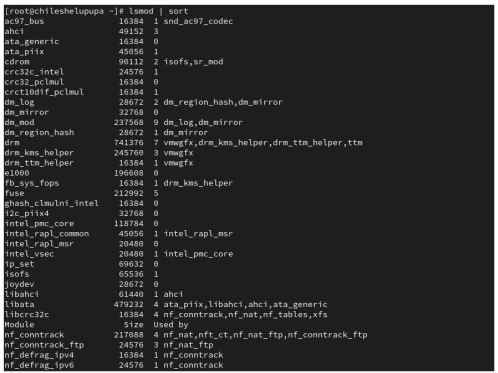 [root@chileshelupupa ~]# lsmod | sort
ac97_bus 16384 1 snd_ac97_codec
ahci 49152 3
ata_generic 16384 0
ata_piix 45056 1
cdrom 90112 2 isofs,sr_mod
crc32c_intel 24576 1
crc32_pclmul 16384 0
crct10dif_pclmul 16384 1
dm_log 28672 2 dm_region_hash,dm_mirror
dm_mirror 32768 0
dm_mod 237568 9 dm_log,dm_mirror
dm_region_hash 28672 1 dm_mirror
drm 741376 7 vmwgfx,drm_kms_helper,drm_ttm_helper,ttm
drm_kms_helper 245760 3 vmwgfx
drm_ttm_helper 16384 1 vmwgfx
e1000 196608 0
fb_sys_fops 16384 1 drm_kms_helper
fuse 212992 5
ghash_clmulni_intel 16384 0
i2c_piix4 32768 0
intel_pmc_core 118784 0
intel_rapl_common 45056 1 intel_rapl_msr
intel_rapl_msr 20480 0
intel_vsec 20480 1 intel_pmc_core
ip_set 69632 0
isofs 65536 1
joydev 28672 0
libahci 61440 1 ahci
libata 479232 4 ata_piix,libahci,ahci,ata_generic
libcrc32c 16384 4 nf_conntrack,nf_nat,nf_tables,xfs
Module Size Used by
nf_conntrack 217088 4 nf_nat,nft_ct,nf_nat_ftp,nf_conntrack_ftp
nf_conntrack_ftp 24576 3 nf_nat_ftp
nf_defrag_ipv4 16384 1 nf_conntrack
nf_defrag_ipv6 24576 1 nf_conntrack